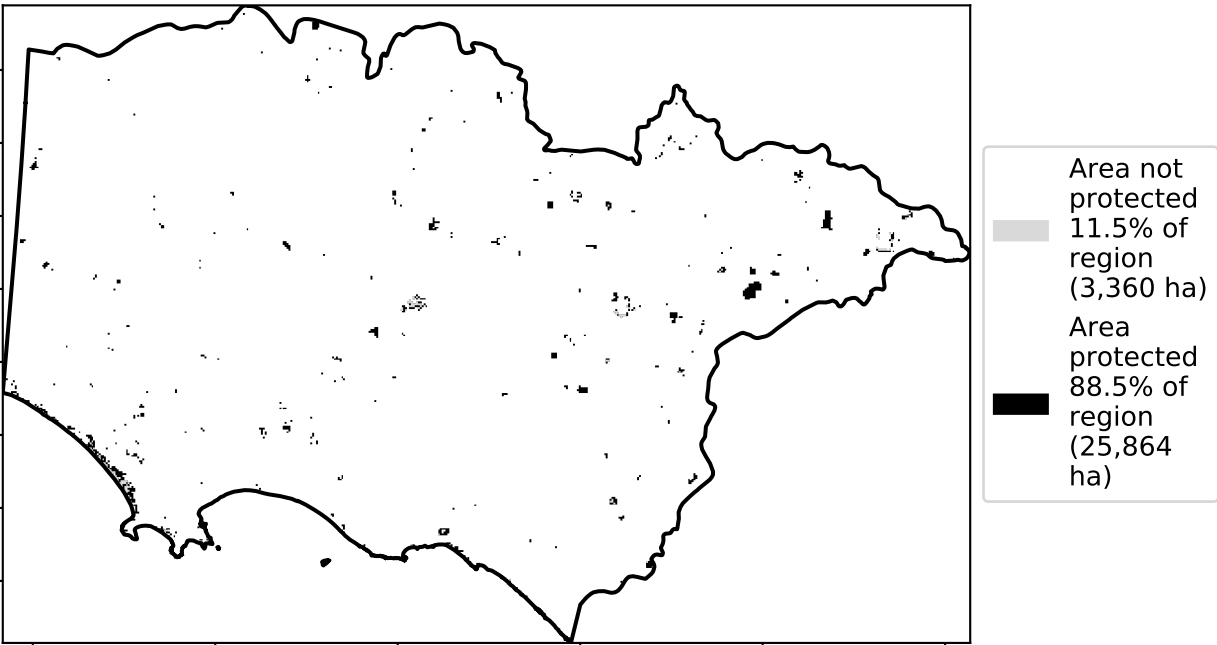 Area not
protected
11.5% of
region
(3,360 ha)
Area
protected
88.5% of
region
(25,864
ha)